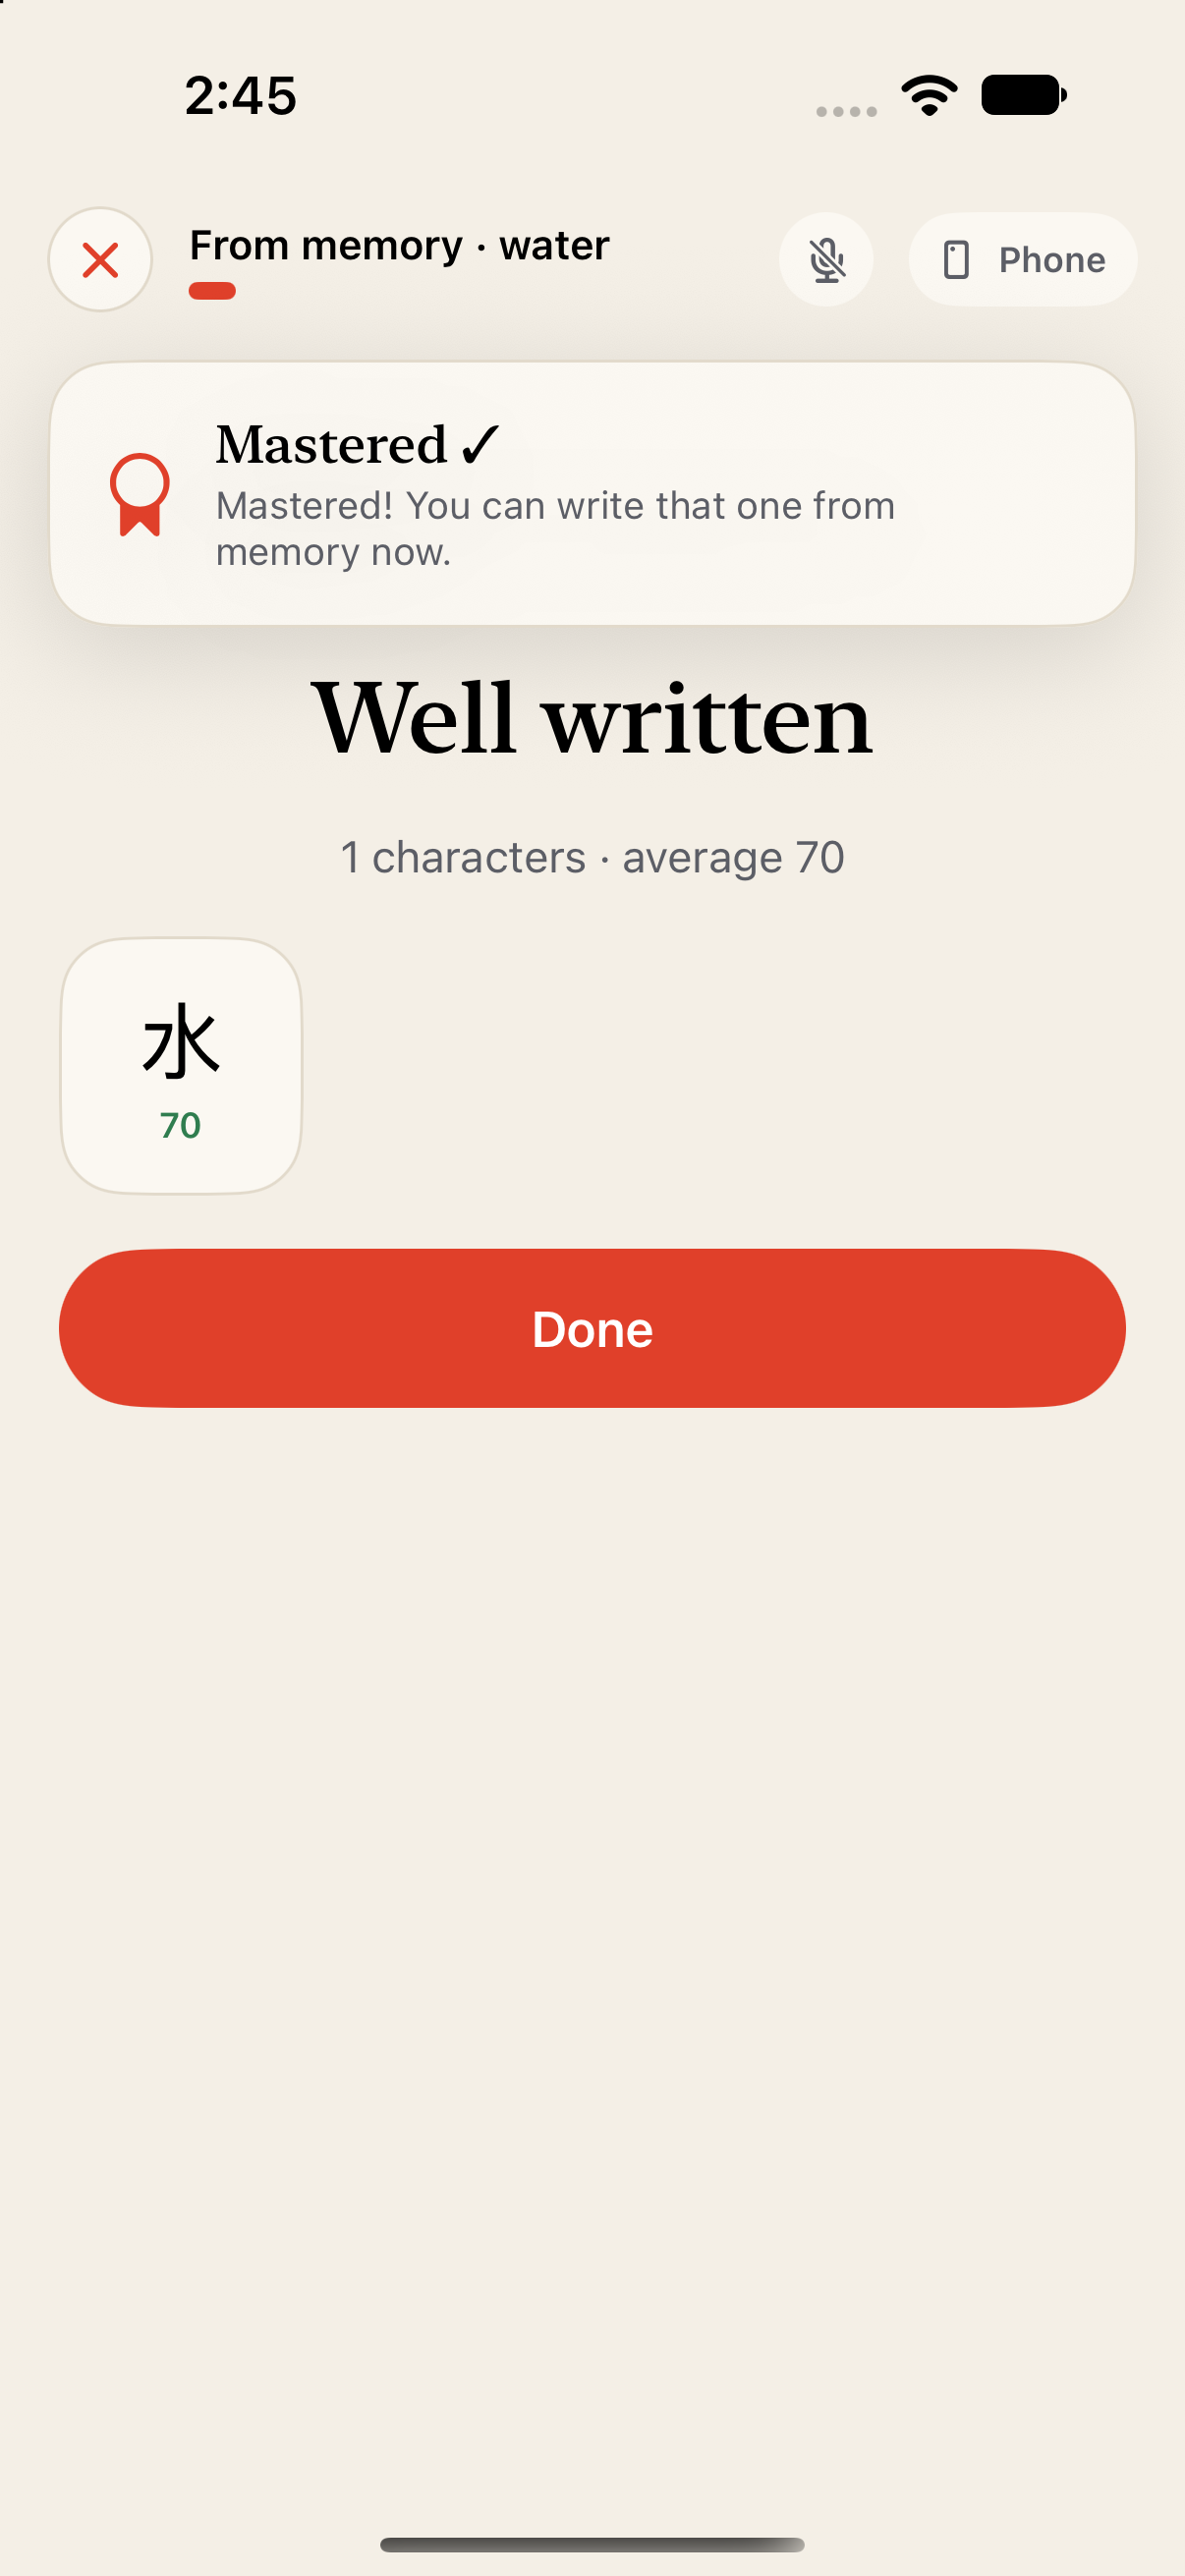 2:45
From memory · water
Phone
Mastered ✓
Mastered! You can write that one from
memory now.
Well written
1 characters · average 70
水
70
Done